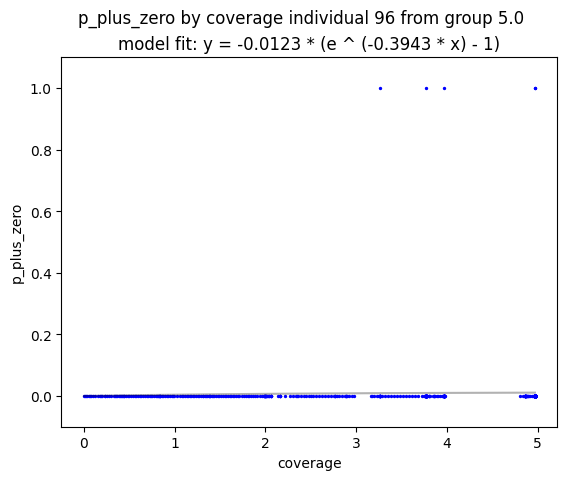 p_plus_zero by coverage individual 96 from group 5.0
model fit: y = -0.0123 * (e ^ (-0.3943 * x) - 1)
1.0
0.8
0.6
0.4
0.2
0.0
p_plus_zero
0 1 2 3 4 5
coverage